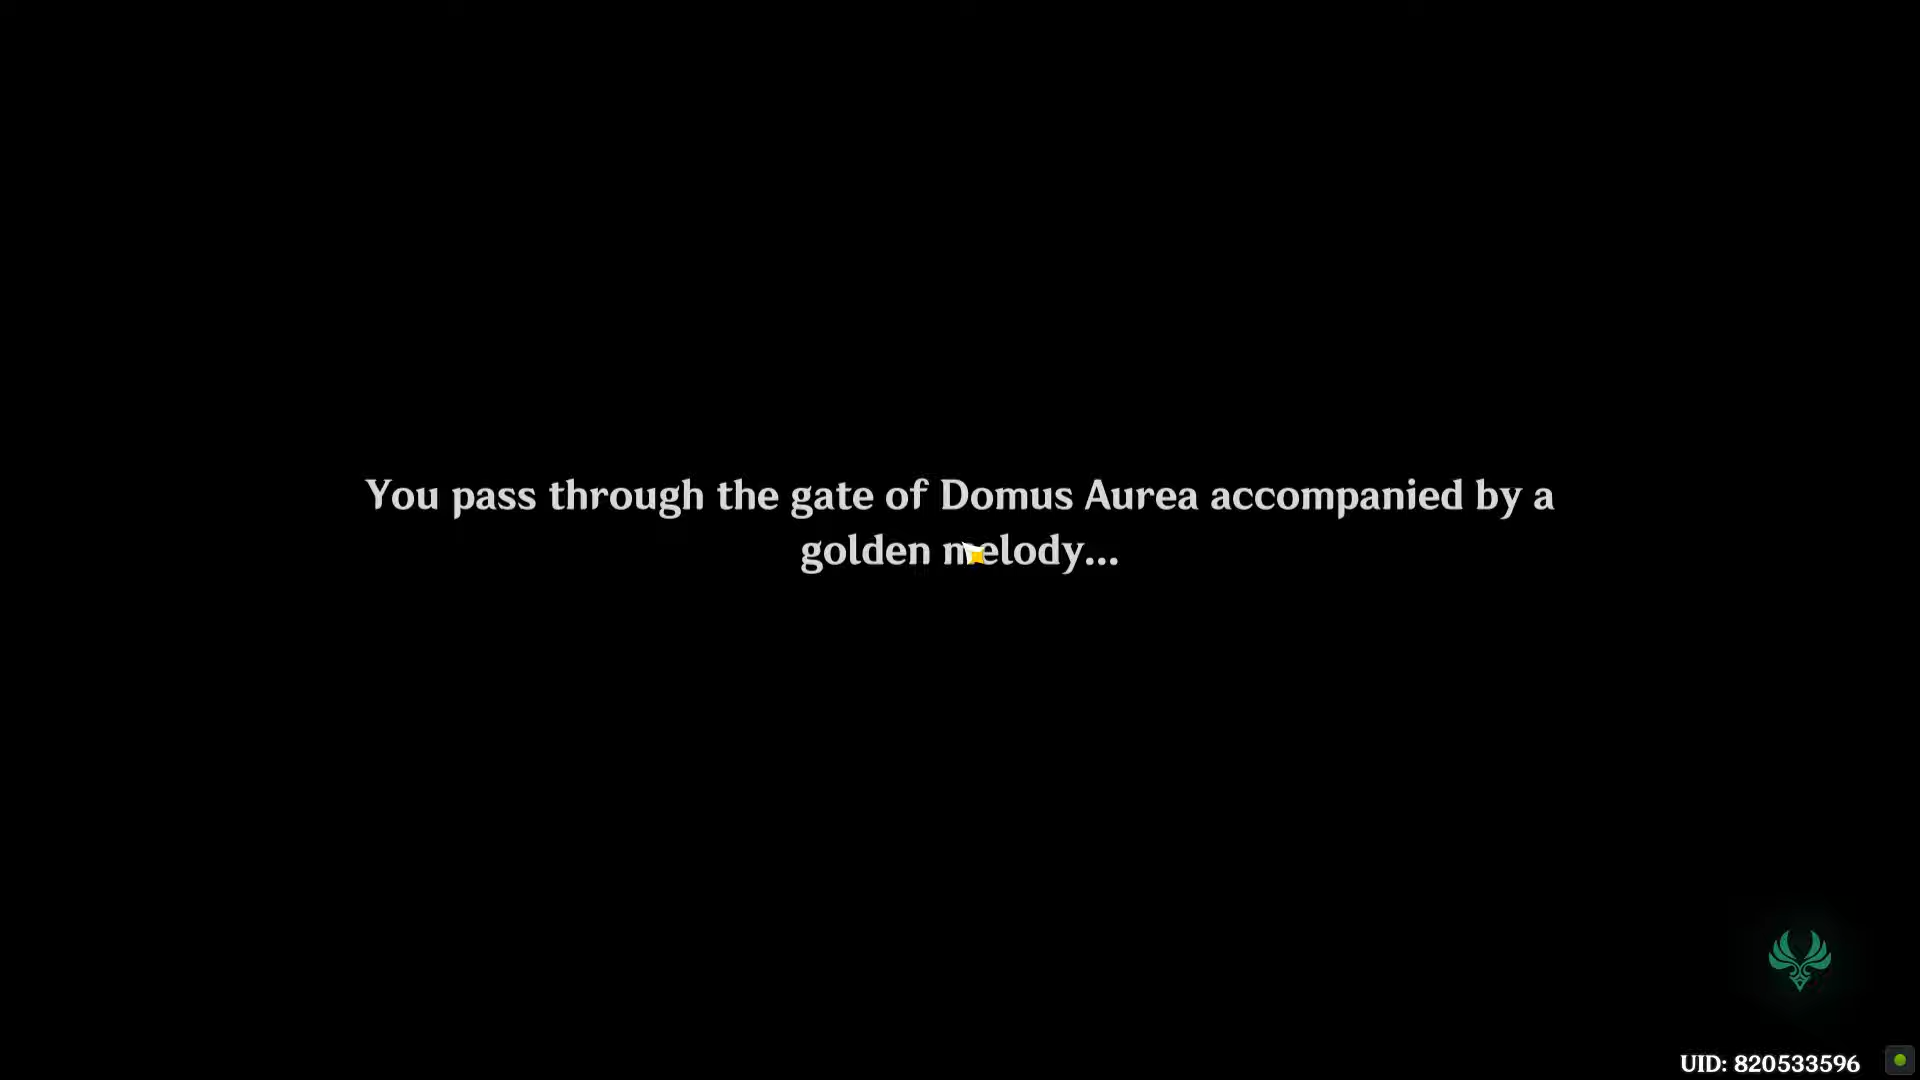 You pass through the gate of Domus Aurea accompanied by a
golden melody...
UID: 820533596